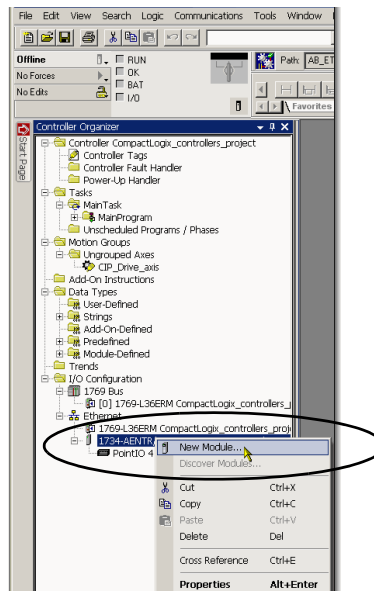 File Edit View Search Logic Communications Tools Window
Offline RUN Path: AB_ET
No Forces OK
No Edits BAT
I/O
Favorites
Start Page
Controller Organizer
Controller CompactLogix_controllers_project
Controller Tags
Controller Fault Handler
Power-Up Handler
Tasks
MainTask
MainProgram
Unscheduled Programs / Phases
Motion Groups
Ungrouped Axes
CIP_Drive_axis
Add-On Instructions
Data Types
User-Defined
Strings
Add-On-Defined
Predefined
Module-Defined
Trends
I/O Configuration
1769 Bus
[0] 1769-L36ERM CompactLogix_controllers_
Ethernet
1769-L36ERM CompactLogix_controllers_proj
1734-AENTR
PointIO 4
New Module...
Discover Modules...
Cut Ctrl+X
Copy Ctrl+C
Paste Ctrl+V
Delete Del
Cross Reference Ctrl+E
Properties Alt+Enter